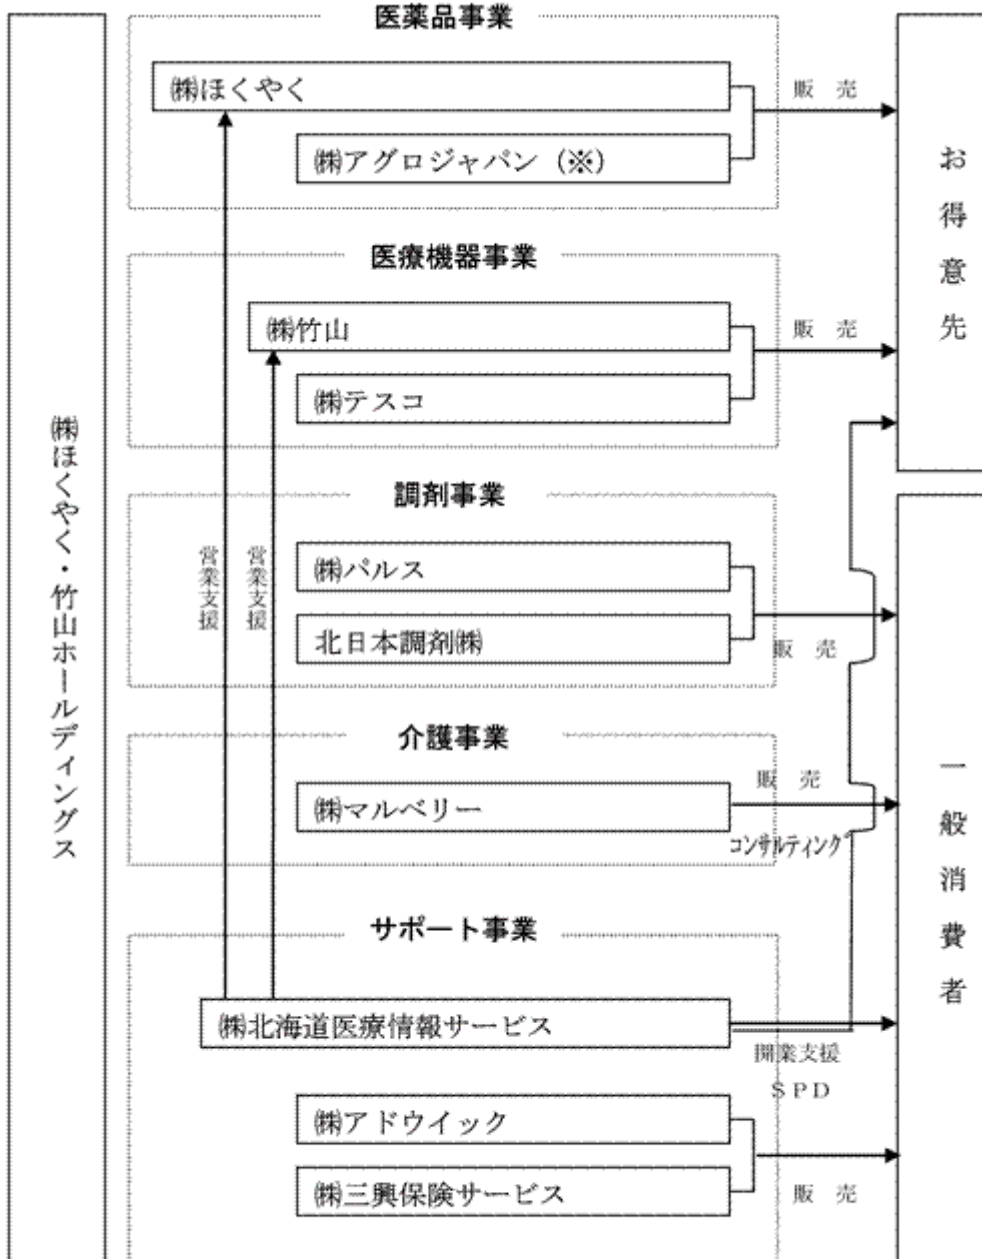 ㈱ほくやく・竹山ホールディングス
医薬品事業
㈱ほくやく
㈱アグロジャパン（※）
販　売
医療機器事業
㈱竹山
㈱テスコ
販　売
お得意先
調剤事業
㈱パルス
北日本調剤㈱
販　売
営業支援
営業支援
介護事業
㈱マルベリー
販　売
コンサルティング
一般消費者
サポート事業
㈱北海道医療情報サービス
開業支援
ＳＰＤ
㈱アドウイック
㈱三興保険サービス
販　売